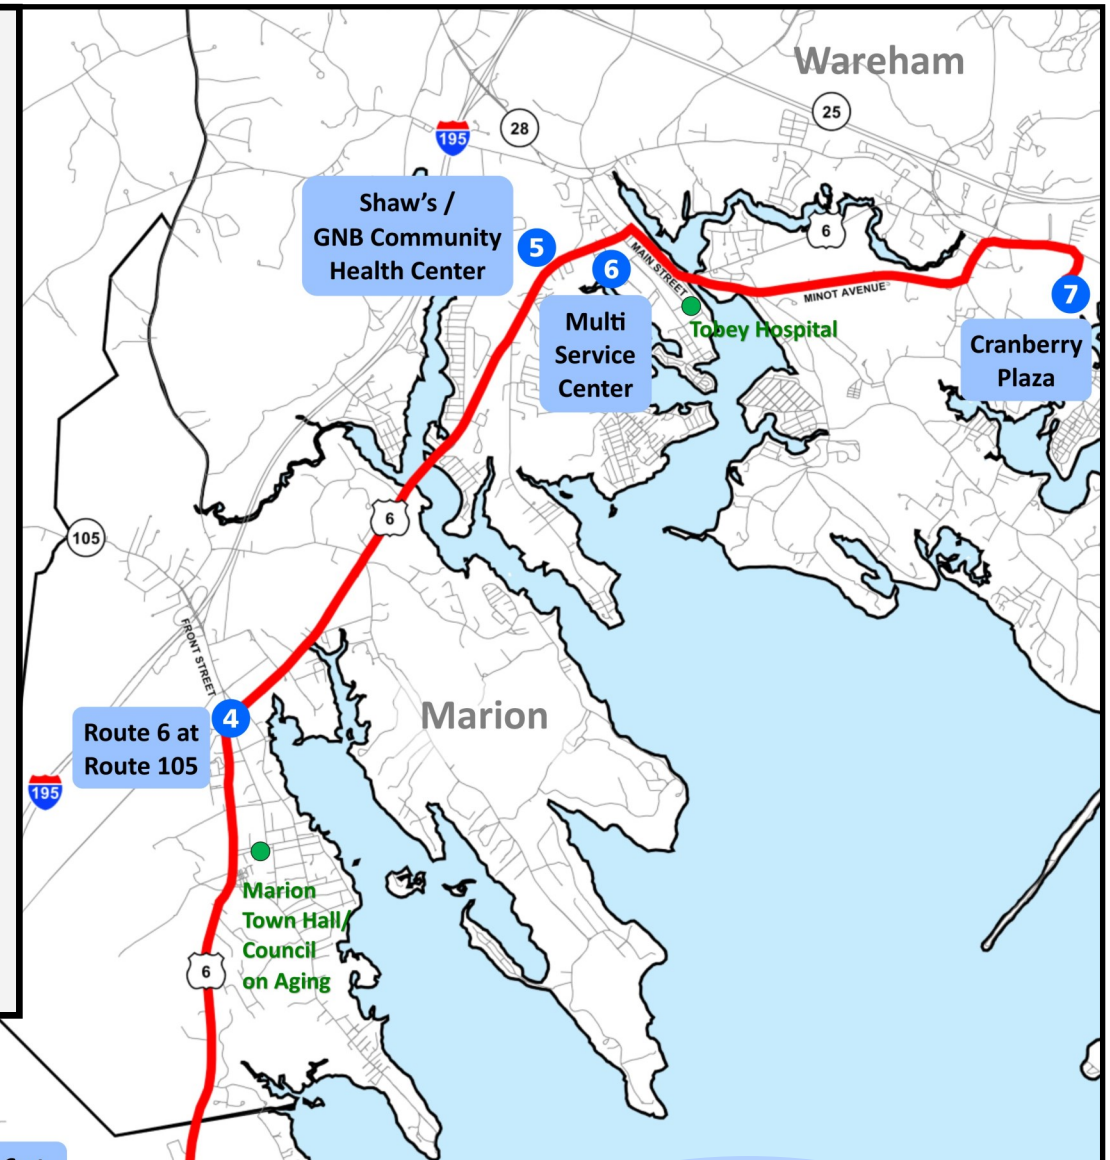 Wareham
25
28
195
Shaw's /
GNB Community
Health Center
5
6
6
MAIN STREET
MINOT AVENUE
7
Multi
Service
Center
Tobey Hospital
Cranberry
Plaza
6
105
FRONT STREET
4
Route 6 at
Route 105
Marion
195
Marion
Town Hall/
Council
on Aging
6